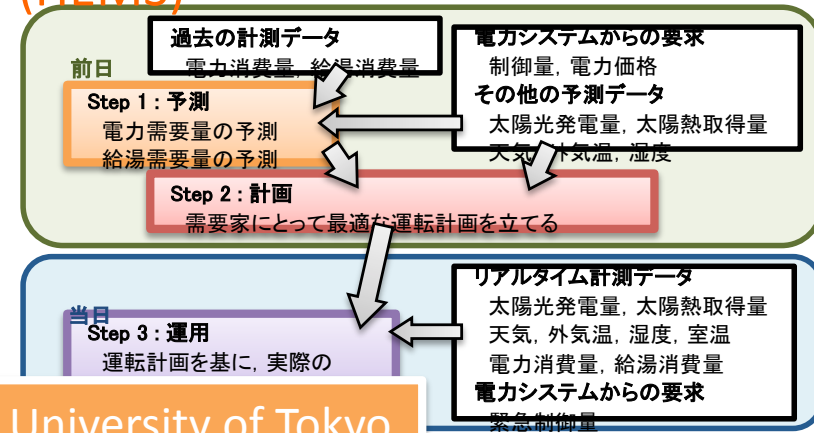 (HEMS)
過去の計測データ
電力消費量, 給湯消費量
電力システムからの要求
制御量, 電力価格
その他の予測データ
太陽光発電量, 太陽熱取得量
天気, 外気温, 湿度
前日
Step 1 : 予測
電力需要量の予測
給湯需要量の予測
Step 2 : 計画
需要家にとって最適な運転計画を立てる
当日
Step 3 : 運用
運転計画を基に, 実際の
リアルタイム計測データ
太陽光発電量, 太陽熱取得量
天気, 外気温, 湿度, 室温
電力消費量, 給湯消費量
電力システムからの要求
緊急制御量
University of Tokyo